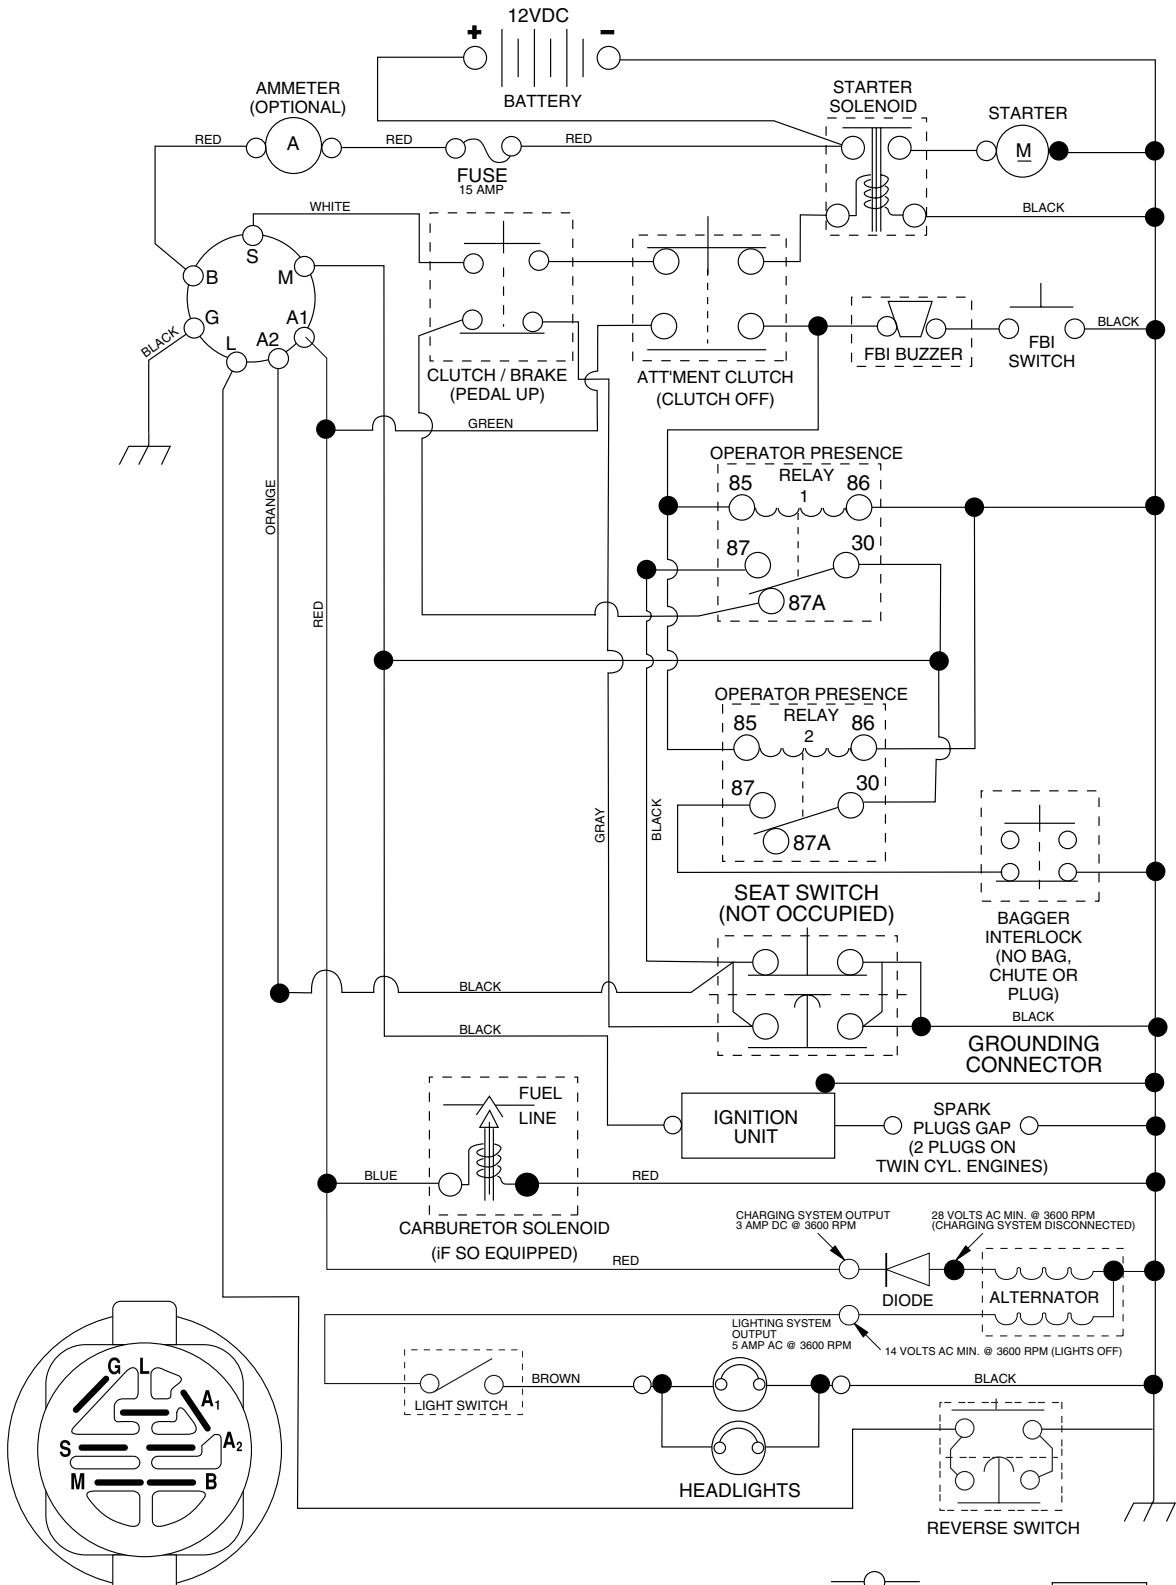 12VDC
+
−
BATTERY
AMMETER
(OPTIONAL)
A
RED
RED
RED
FUSE
15 AMP
STARTER
SOLENOID
STARTER
M
BLACK
WHITE
S
B
M
G
A1
L
A2
BLACK
CLUTCH / BRAKE
(PEDAL UP)
ATT'MENT CLUTCH
(CLUTCH OFF)
FBI BUZZER
FBI
SWITCH
BLACK
GREEN
ORANGE
RED
OPERATOR PRESENCE
RELAY
1
85
86
87
30
87A
OPERATOR PRESENCE
RELAY
2
85
86
87
30
87A
GRAY
BLACK
BAGGER
INTERLOCK
(NO BAG,
CHUTE OR
PLUG)
SEAT SWITCH
(NOT OCCUPIED)
BLACK
BLACK
BLACK
GROUNDING
CONNECTOR
FUEL
LINE
IGNITION
UNIT
SPARK
PLUGS GAP
(2 PLUGS ON
TWIN CYL. ENGINES)
BLUE
RED
CARBURETOR SOLENOID
(iF SO EQUIPPED)
CHARGING SYSTEM OUTPUT
3 AMP DC @ 3600 RPM
28 VOLTS AC MIN. @ 3600 RPM
(CHARGING SYSTEM DISCONNECTED)
RED
DIODE
ALTERNATOR
LIGHTING SYSTEM
OUTPUT
5 AMP AC @ 3600 RPM
14 VOLTS AC MIN. @ 3600 RPM (LIGHTS OFF)
LIGHT SWITCH
BROWN
BLACK
HEADLIGHTS
REVERSE SWITCH
G
L
A1
S
A2
M
B